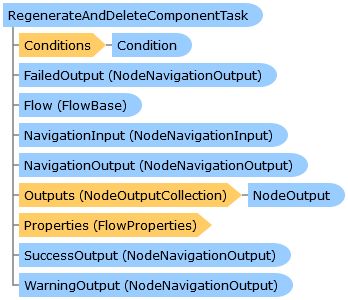 RegenerateAndDeleteComponentTask
Conditions Condition
FailedOutput (NodeNavigationOutput)
Flow (FlowBase)
NavigationInput (NodeNavigationInput)
NavigationOutput (NodeNavigationOutput)
Outputs (NodeOutputCollection) NodeOutput
Properties (FlowProperties)
SuccessOutput (NodeNavigationOutput)
WarningOutput (NodeNavigationOutput)